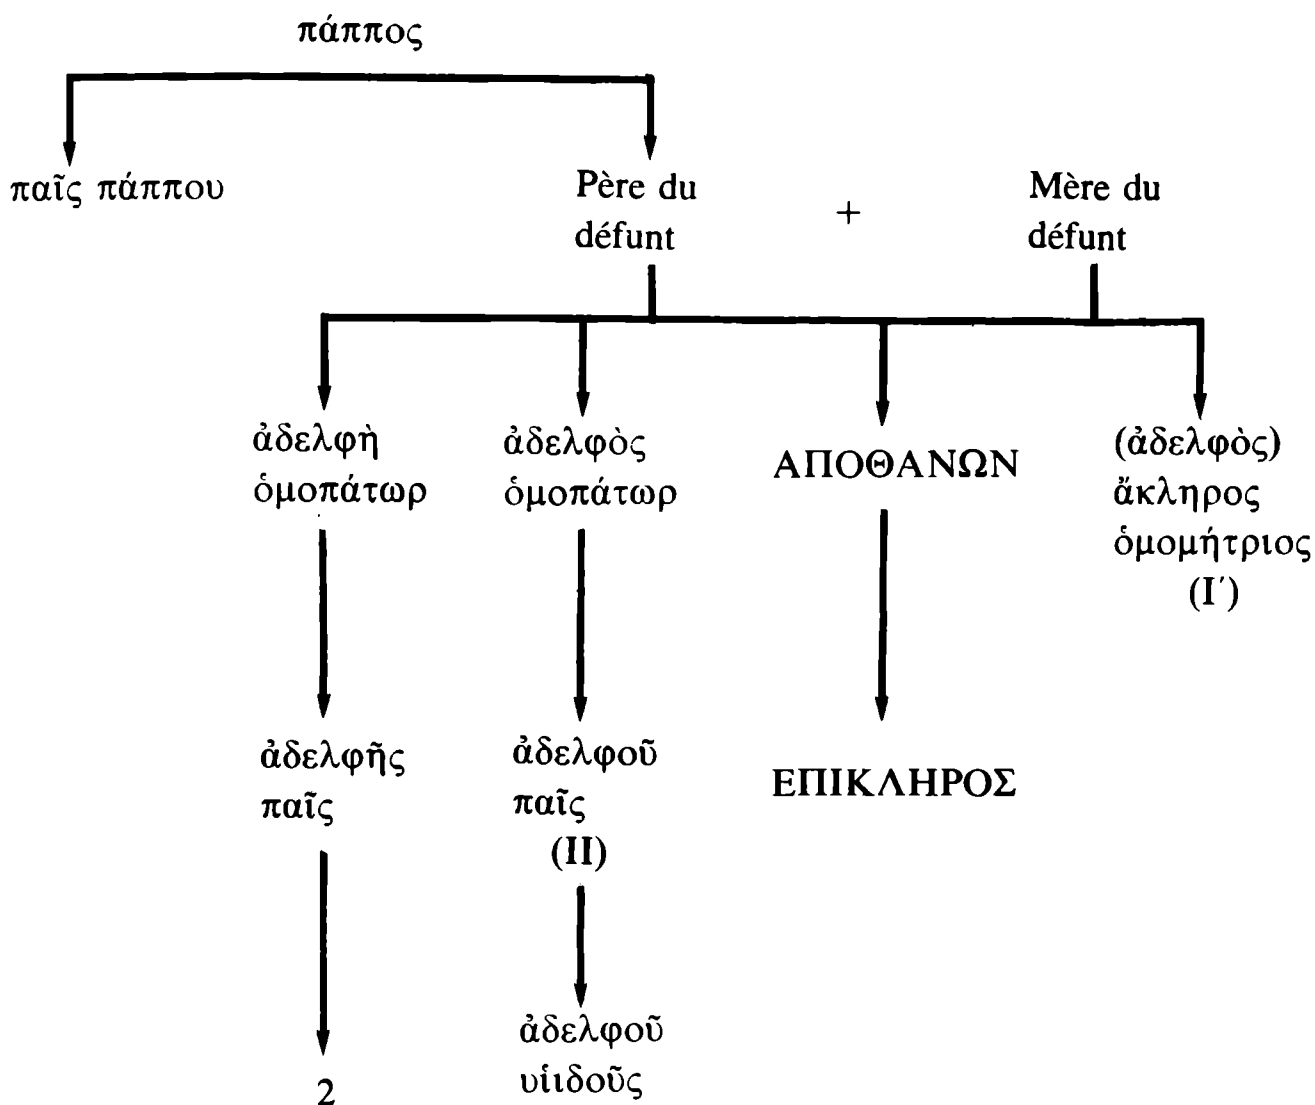 πάππος
παῖς πάππου
Père du
défunt
+
Mère du
défunt
ἀδελφὴ
ὁμοπάτωρ
ἀδελφὸς
ὁμοπάτωρ
ΑΠΟΘΑΝΩΝ
(ἀδελφὸς)
ἄκληρος
ὁμομήτριος
(I′)
ἀδελφῆς
παῖς
ἀδελφοῦ
παῖς
(II)
ΕΠΙΚΛΗΡΟΣ
2
ἀδελφοῦ
υἱιδοῦς